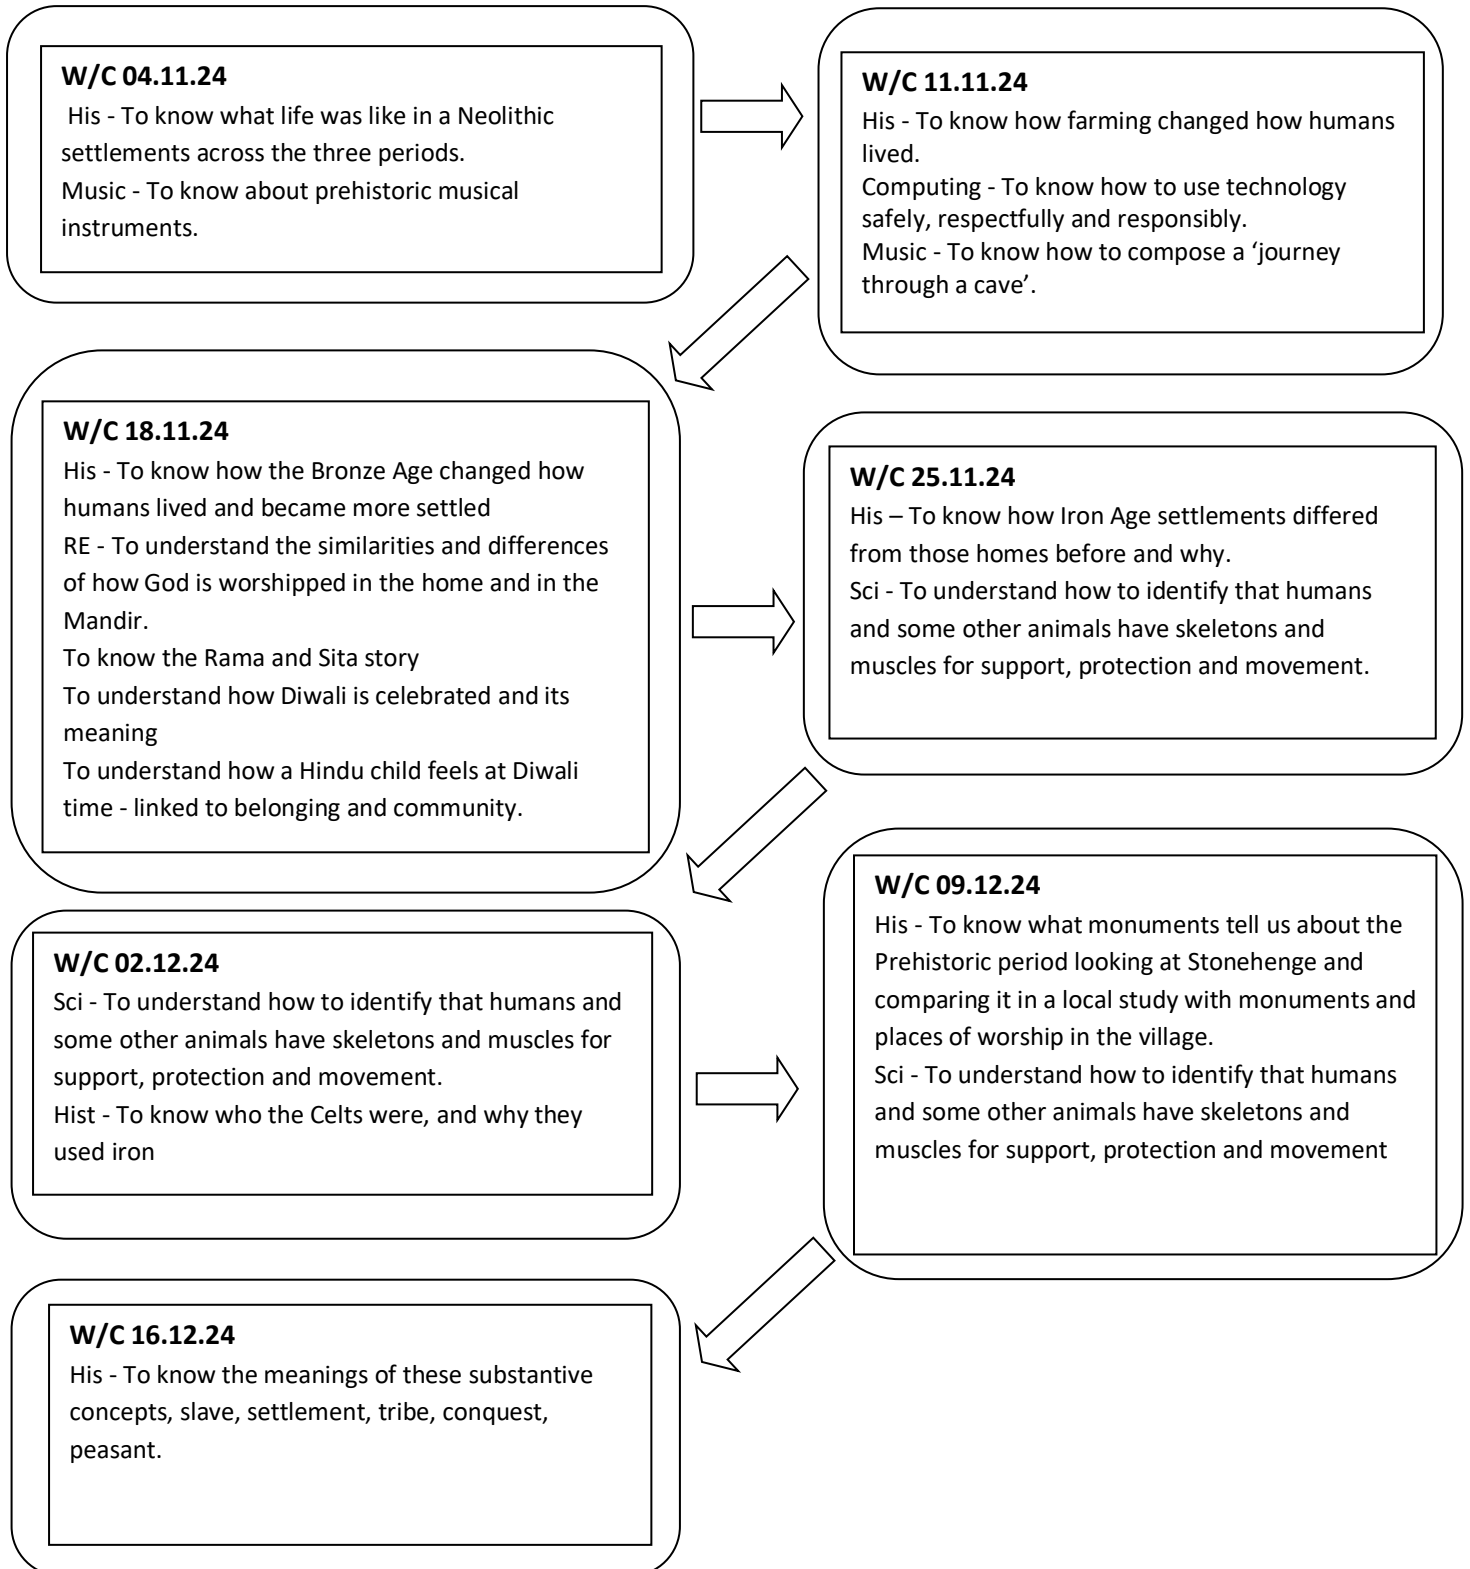 W/C 04.11.24
His - To know what life was like in a Neolithic
settlements across the three periods.
Music - To know about prehistoric musical
instruments.
W/C 11.11.24
His - To know how farming changed how humans
lived.
Computing - To know how to use technology
safely, respectfully and responsibly.
Music - To know how to compose a ‘journey
through a cave’.
W/C 18.11.24
His - To know how the Bronze Age changed how
humans lived and became more settled
RE - To understand the similarities and differences
of how God is worshipped in the home and in the
Mandir.
To know the Rama and Sita story
To understand how Diwali is celebrated and its
meaning
To understand how a Hindu child feels at Diwali
time - linked to belonging and community.
W/C 25.11.24
His – To know how Iron Age settlements differed
from those homes before and why.
Sci - To understand how to identify that humans
and some other animals have skeletons and
muscles for support, protection and movement.
W/C 02.12.24
Sci - To understand how to identify that humans and
some other animals have skeletons and muscles for
support, protection and movement.
Hist - To know who the Celts were, and why they
used iron
W/C 09.12.24
His - To know what monuments tell us about the
Prehistoric period looking at Stonehenge and
comparing it in a local study with monuments and
places of worship in the village.
Sci - To understand how to identify that humans
and some other animals have skeletons and
muscles for support, protection and movement
W/C 16.12.24
His - To know the meanings of these substantive
concepts, slave, settlement, tribe, conquest,
peasant.